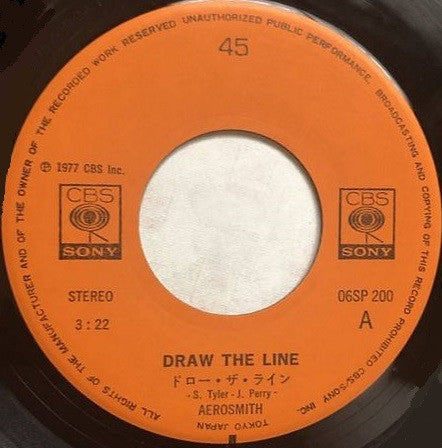 ALL RIGHTS OF THE MANUFACTURER AND OF THE OWNER OF THE RECORDED WORK RESERVED UNAUTHORIZED PUBLIC PERFORMANCE, BROADCASTING AND COPYING OF THIS RECORD PROHIBITED CBS/SONY INC. TOKYO JAPAN
45
℗ 1977 CBS Inc.
CBS
SONY
CBS
SONY
STEREO
06SP 200
3:22
A
DRAW THE LINE
ドロー・ザ・ライン
- S. Tyler - J. Perry -
AEROSMITH